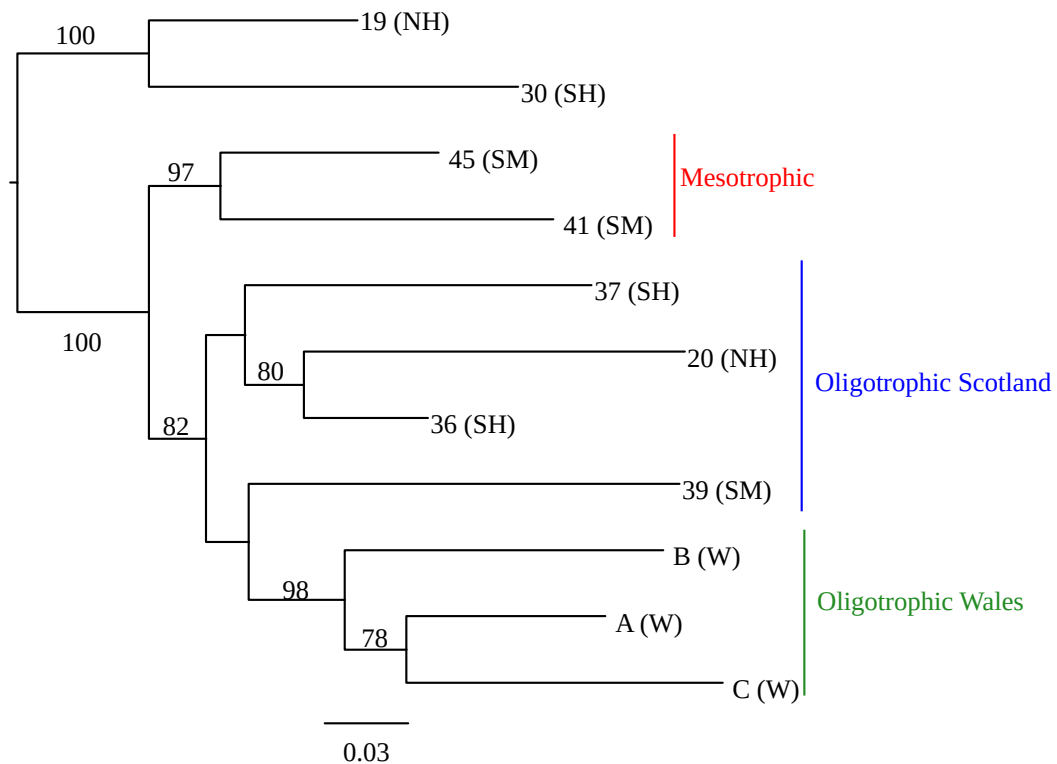 19 (NH)
100
30 (SH)
45 (SM)
97
Mesotrophic
41 (SM)
37 (SH)
100
20 (NH)
80
Oligotrophic Scotland
36 (SH)
82
39 (SM)
B (W)
98
Oligotrophic Wales
A (W)
78
C (W)
0.03